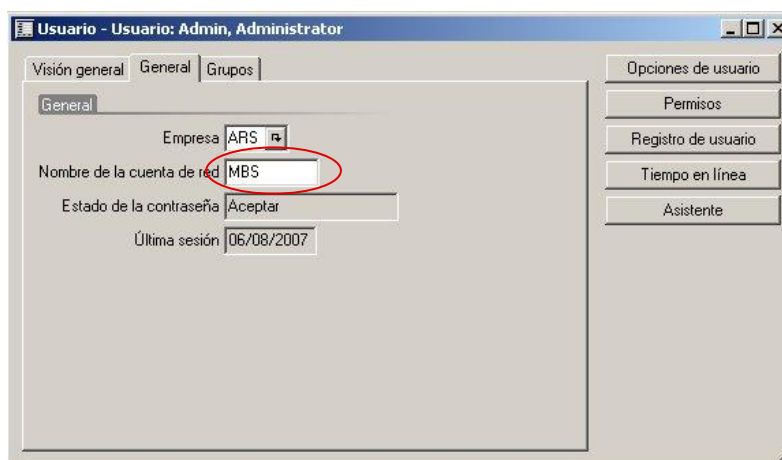 Usuario - Usuario: Admin, Administrator
Visión general General Grupos
General
Empresa ARS
Nombre de la cuenta de red MBS
Estado de la contraseña Aceptar
Última sesión 06/08/2007
Opciones de usuario
Permisos
Registro de usuario
Tiempo en línea
Asistente